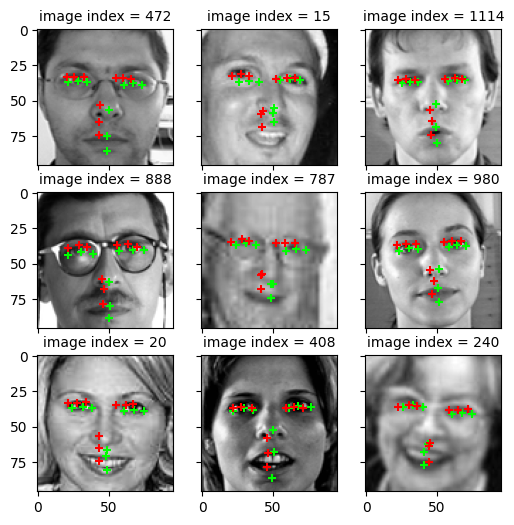 image index = 472
image index = 15
image index = 1114
0
25
50
75
image index = 888
image index = 787
image index = 980
0
25
50
75
image index = 20
image index = 408
image index = 240
0
25
50
75
0
50
0
50
0
50